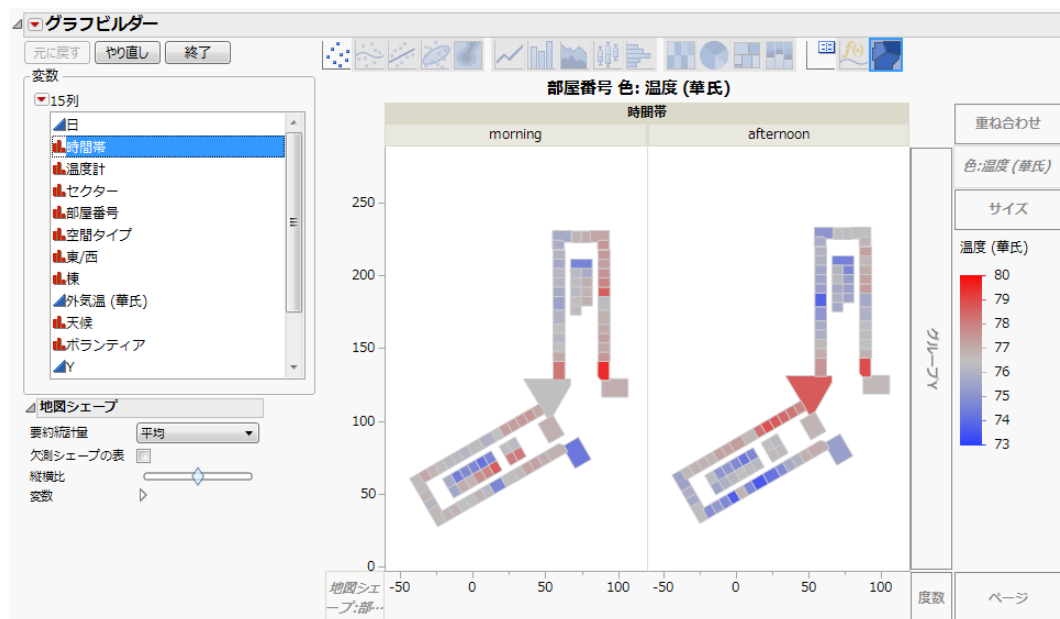 グラフビルダー
元に戻す やり直し 終了
変数
15列
日
時間帯
温度計
セクター
部屋番号
空間タイプ
東/西
棟
外気温 (華氏)
天候
ボランティア
Y
地図シェープ
要約統計量 平均
欠測シェープの表
縦横比
変数
部屋番号 色: 温度 (華氏)
時間帯
morning afternoon
250
200
150
100
50
0
-50 0 50 100 -50 0 50 100
地図シェ
ープ:部…
グループY
度数
ページ
重ね合わせ
色:温度 (華氏)
サイズ
温度 (華氏)
80
79
78
77
76
75
74
73